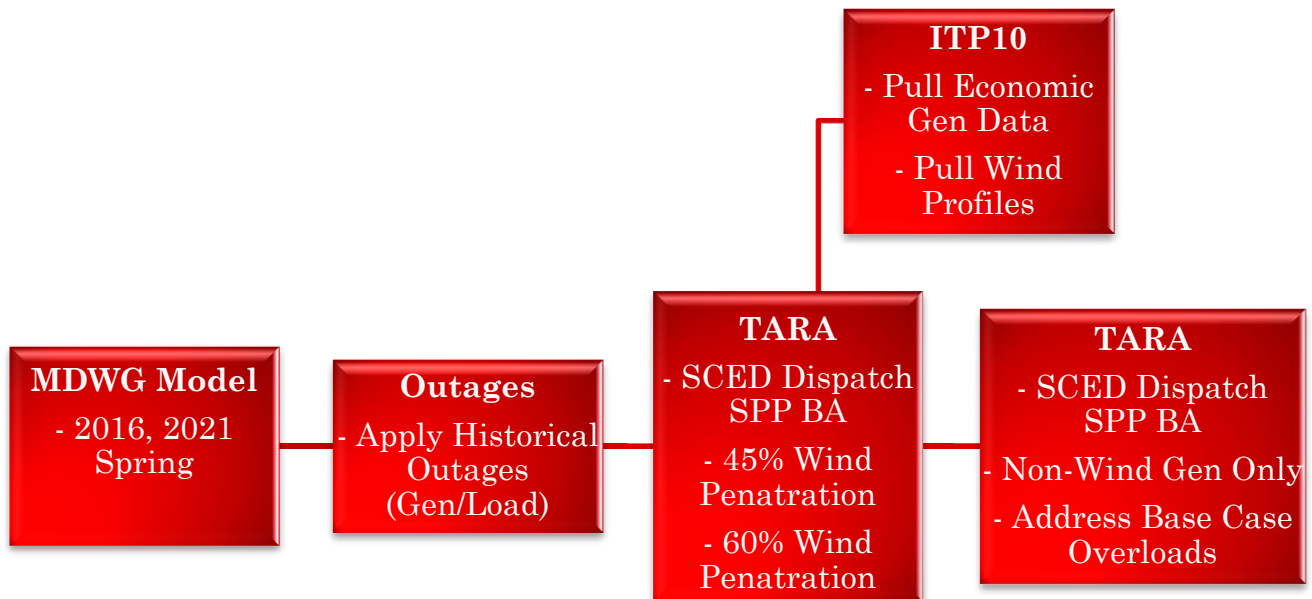 MDWG Model
- 2016, 2021
Spring
Outages
- Apply Historical
Outages
(Gen/Load)
TARA
- SCED Dispatch
SPP BA
- 45% Wind
Penatration
- 60% Wind
Penatration
ITP10
- Pull Economic
Gen Data
- Pull Wind
Profiles
TARA
- SCED Dispatch
SPP BA
- Non-Wind Gen Only
- Address Base Case
Overloads